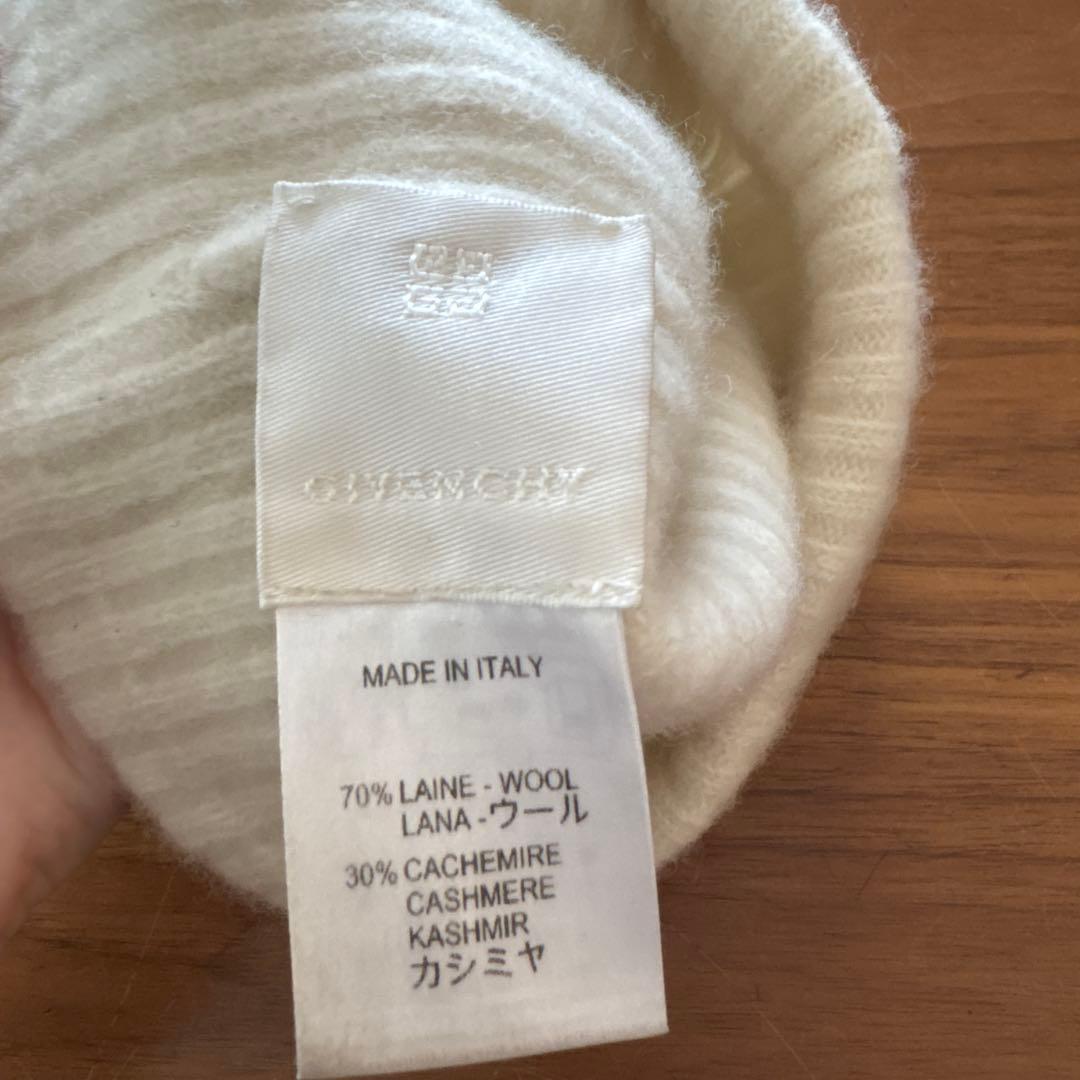 GIVENCHY
MADE IN ITALY
70% LAINE - WOOL
LANA - ウール
30% CACHEMIRE
CASHMERE
KASHMIR
カシミヤ